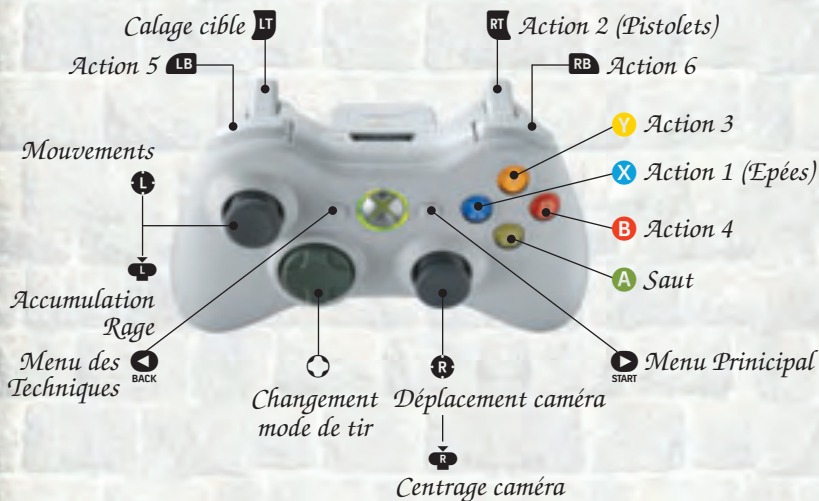 Calage cible LT
RT Action 2 (Pistolets)
Action 5 LB
RB Action 6
Y Action 3
Mouvements
L
X Action 1 (Epées)
B Action 4
L
A Saut
Accumulation
Rage
Menu des
Techniques
BACK
START
Menu Prinicipal
R
Changement
mode de tir
Déplacement caméra
R
Centrage caméra